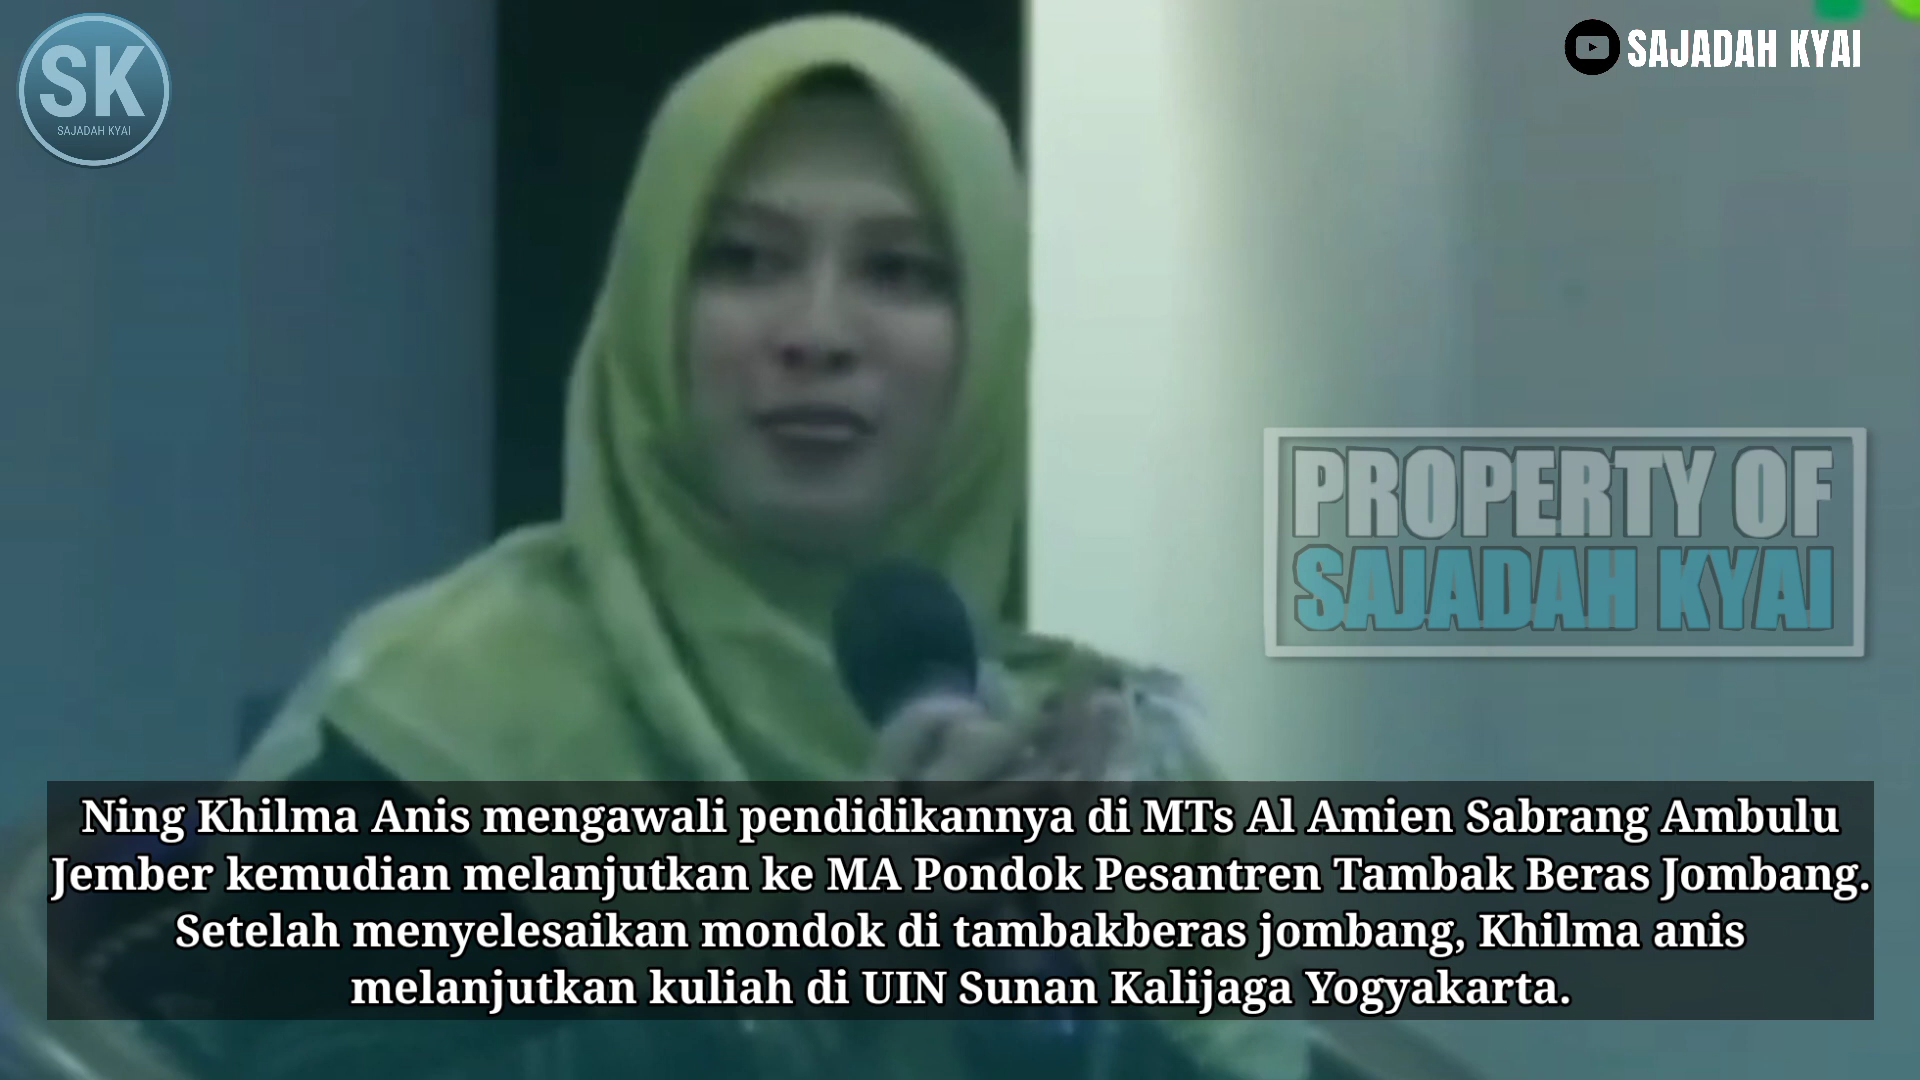 SK
SAJADAH KYAI
SAJADAH KYAI
PROPERTY OF
SAJADAH KYAI
Ning Khilma Anis mengawali pendidikannya di MTs Al Amien Sabrang Ambulu
Jember kemudian melanjutkan ke MA Pondok Pesantren Tambak Beras Jombang.
Setelah menyelesaikan mondok di tambakberas jombang, Khilma anis
melanjutkan kuliah di UIN Sunan Kalijaga Yogyakarta.